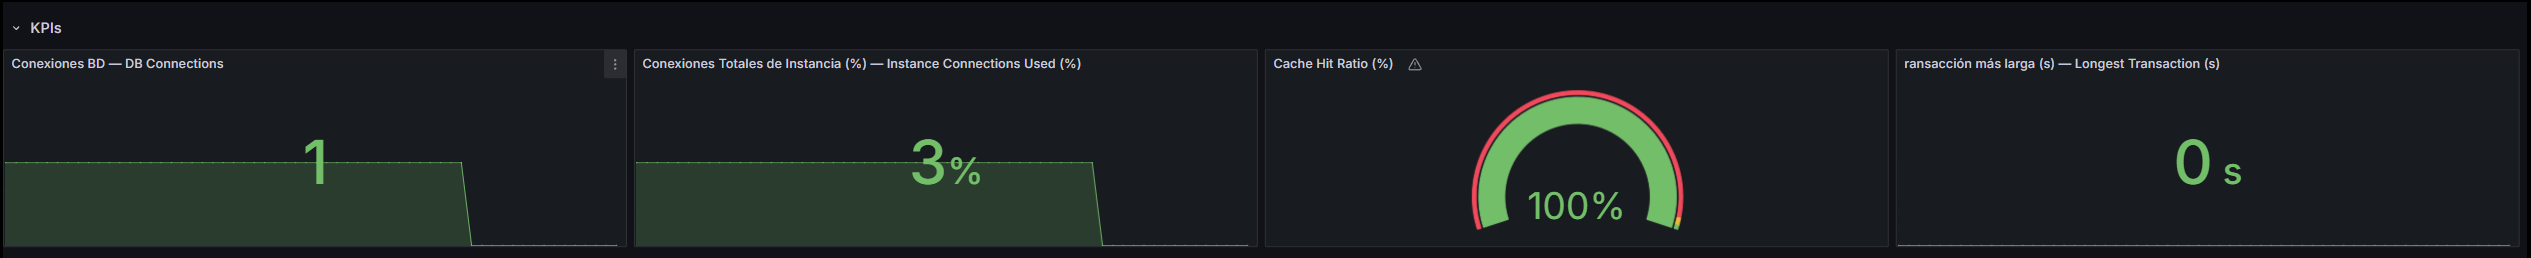 KPIs
Conexiones BD — DB Connections
Conexiones Totales de Instancia (%) — Instance Connections Used (%)
Cache Hit Ratio (%)
ransacción más larga (s) — Longest Transaction (s)
1
3%
100%
0 s